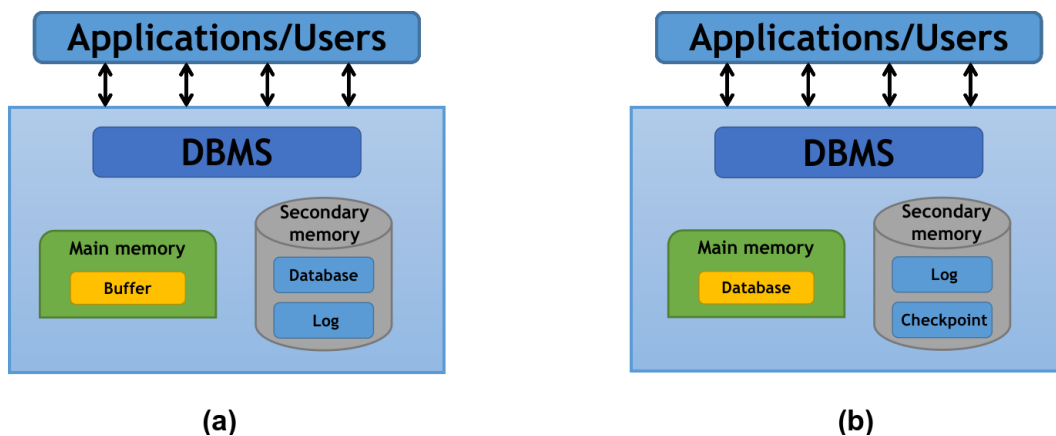 Applications/Users
DBMS
Main memory
Buffer
Secondary
memory
Database
Log
(a)
Applications/Users
DBMS
Main memory
Database
Secondary
memory
Log
Checkpoint
(b)